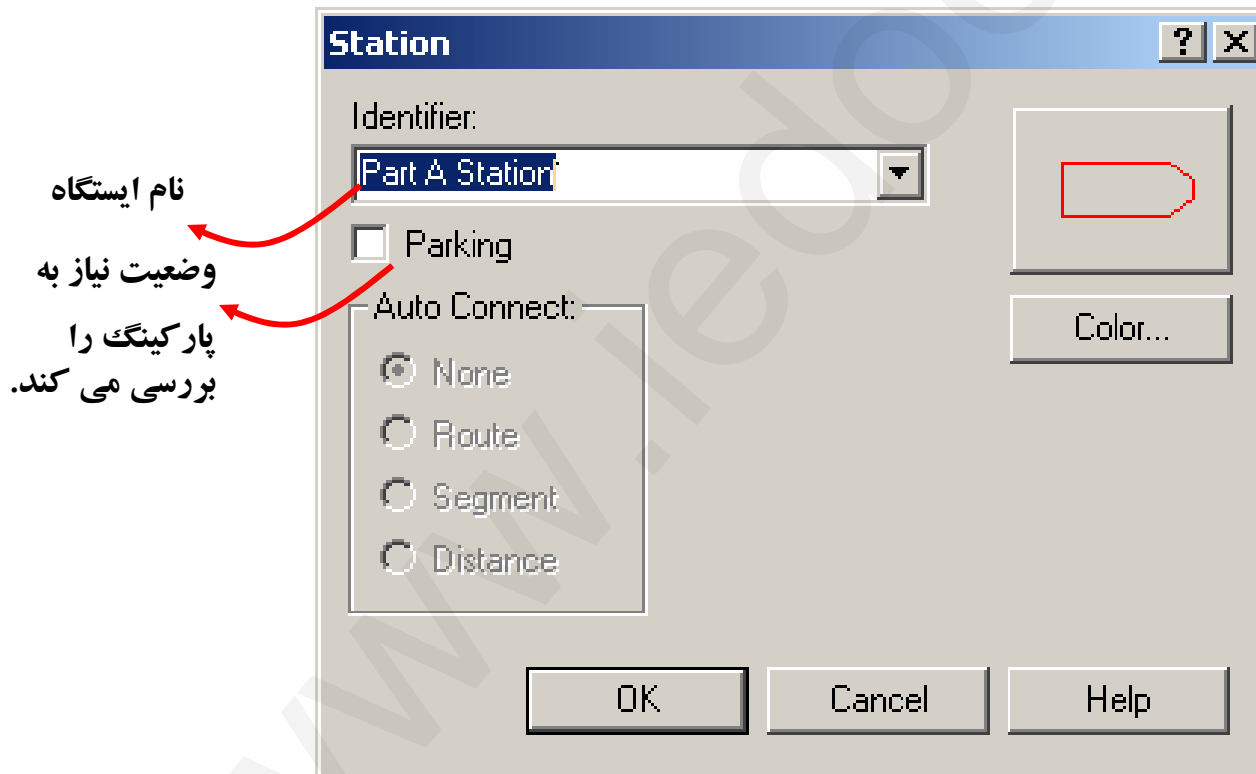 Station
Identifier:
Part A Station
Parking
Auto Connect:
None
Route
Segment
Distance
Color...
OK
Cancel
Help
نام ایستگاه
وضعیت نیاز به
پارکینگ را
بررسی می کند.